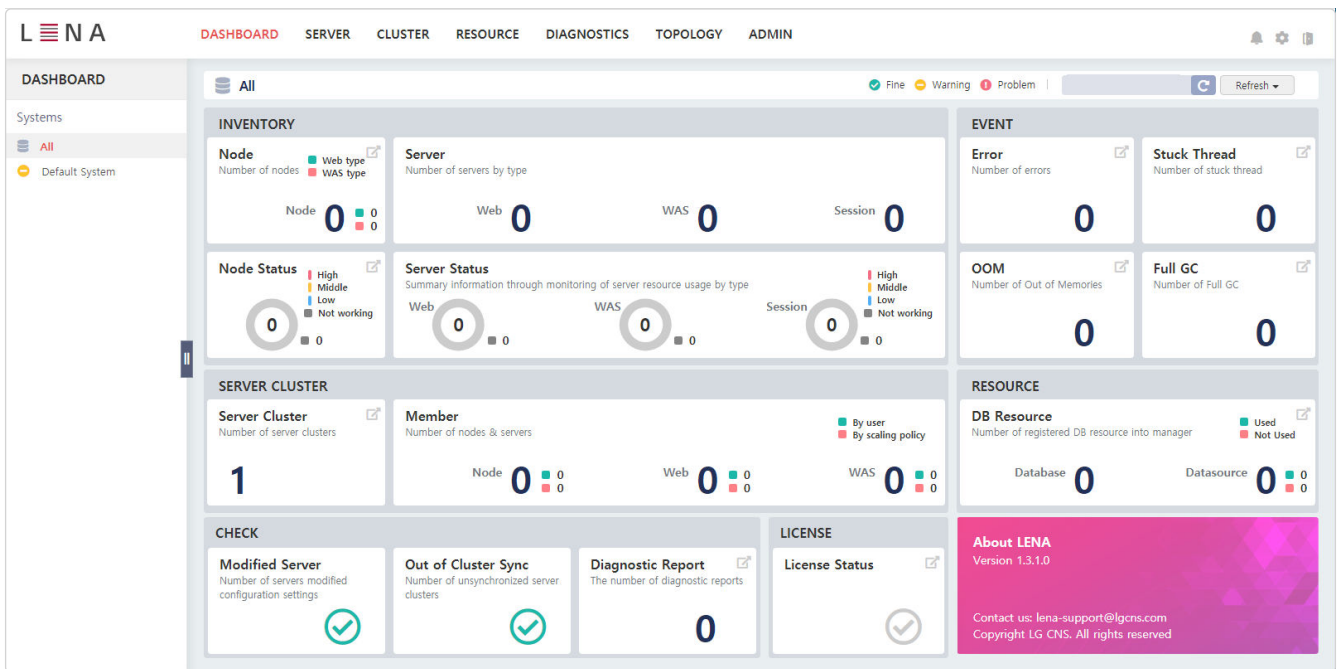 LENA
DASHBOARD SERVER CLUSTER RESOURCE DIAGNOSTICS TOPOLOGY ADMIN
DASHBOARD
Systems
All
Default System
All
Fine Warning Problem
Refresh
INVENTORY
Node
Number of nodes
Web type
WAS type
Node 0 0
0
Server
Number of servers by type
Web 0
WAS 0
Session 0
Node Status
High
Middle
Low
Not working
0
0
Server Status
Summary information through monitoring of server resource usage by type
High
Middle
Low
Not working
Web 0 0
WAS 0 0
Session 0 0
EVENT
Error
Number of errors
0
Stuck Thread
Number of stuck thread
0
OOM
Number of Out of Memories
0
Full GC
Number of Full GC
0
SERVER CLUSTER
Server Cluster
Number of server clusters
1
Member
Number of nodes & servers
By user
By scaling policy
Node 0 0
0
Web 0 0
0
WAS 0 0
0
RESOURCE
DB Resource
Number of registered DB resource into manager
Used
Not Used
Database 0
Datasource 0 0
0
CHECK
Modified Server
Number of servers modified
configuration settings
Out of Cluster Sync
Number of unsynchronized server
clusters
Diagnostic Report
The number of diagnostic reports
0
LICENSE
License Status
About LENA
Version 1.3.1.0
Contact us: lena-support@lgcns.com
Copyright LG CNS. All rights reserved